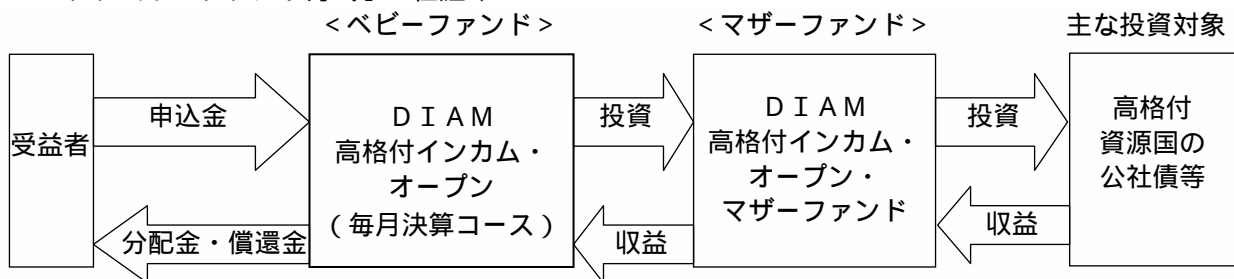 <ベビーファンド>
<マザーファンド>
主な投資対象
受益者
申込金
分配金・償還金
DIAM
高格付インカム・
オープン
(毎月決算コース)
投資
収益
DIAM
高格付インカム・
オープン・
マザーファンド
投資
収益
高格付
資源国の
公社債等